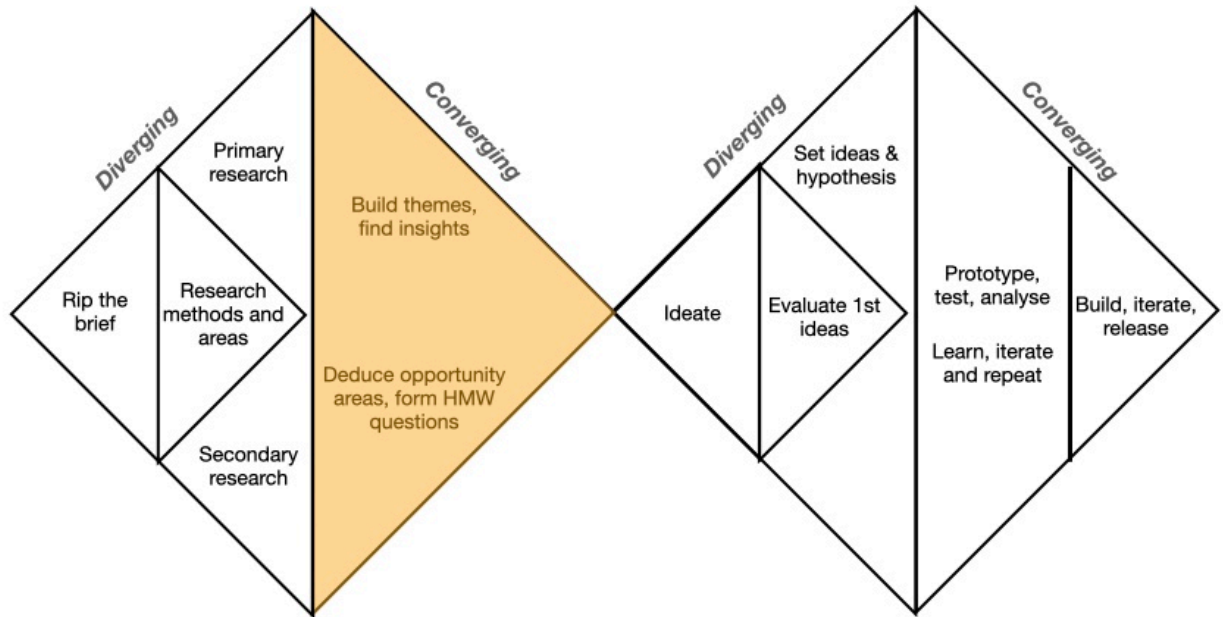 Diverging
Primary
research
Rip the
brief
Research
methods and
areas
Secondary
research
Converging
Build themes,
find insights
Deduce opportunity
areas, form HMW
questions
Diverging
Set ideas &
hypothesis
Ideate
Evaluate 1st
ideas
Converging
Prototype,
test, analyse
Learn, iterate
and repeat
Build, iterate,
release